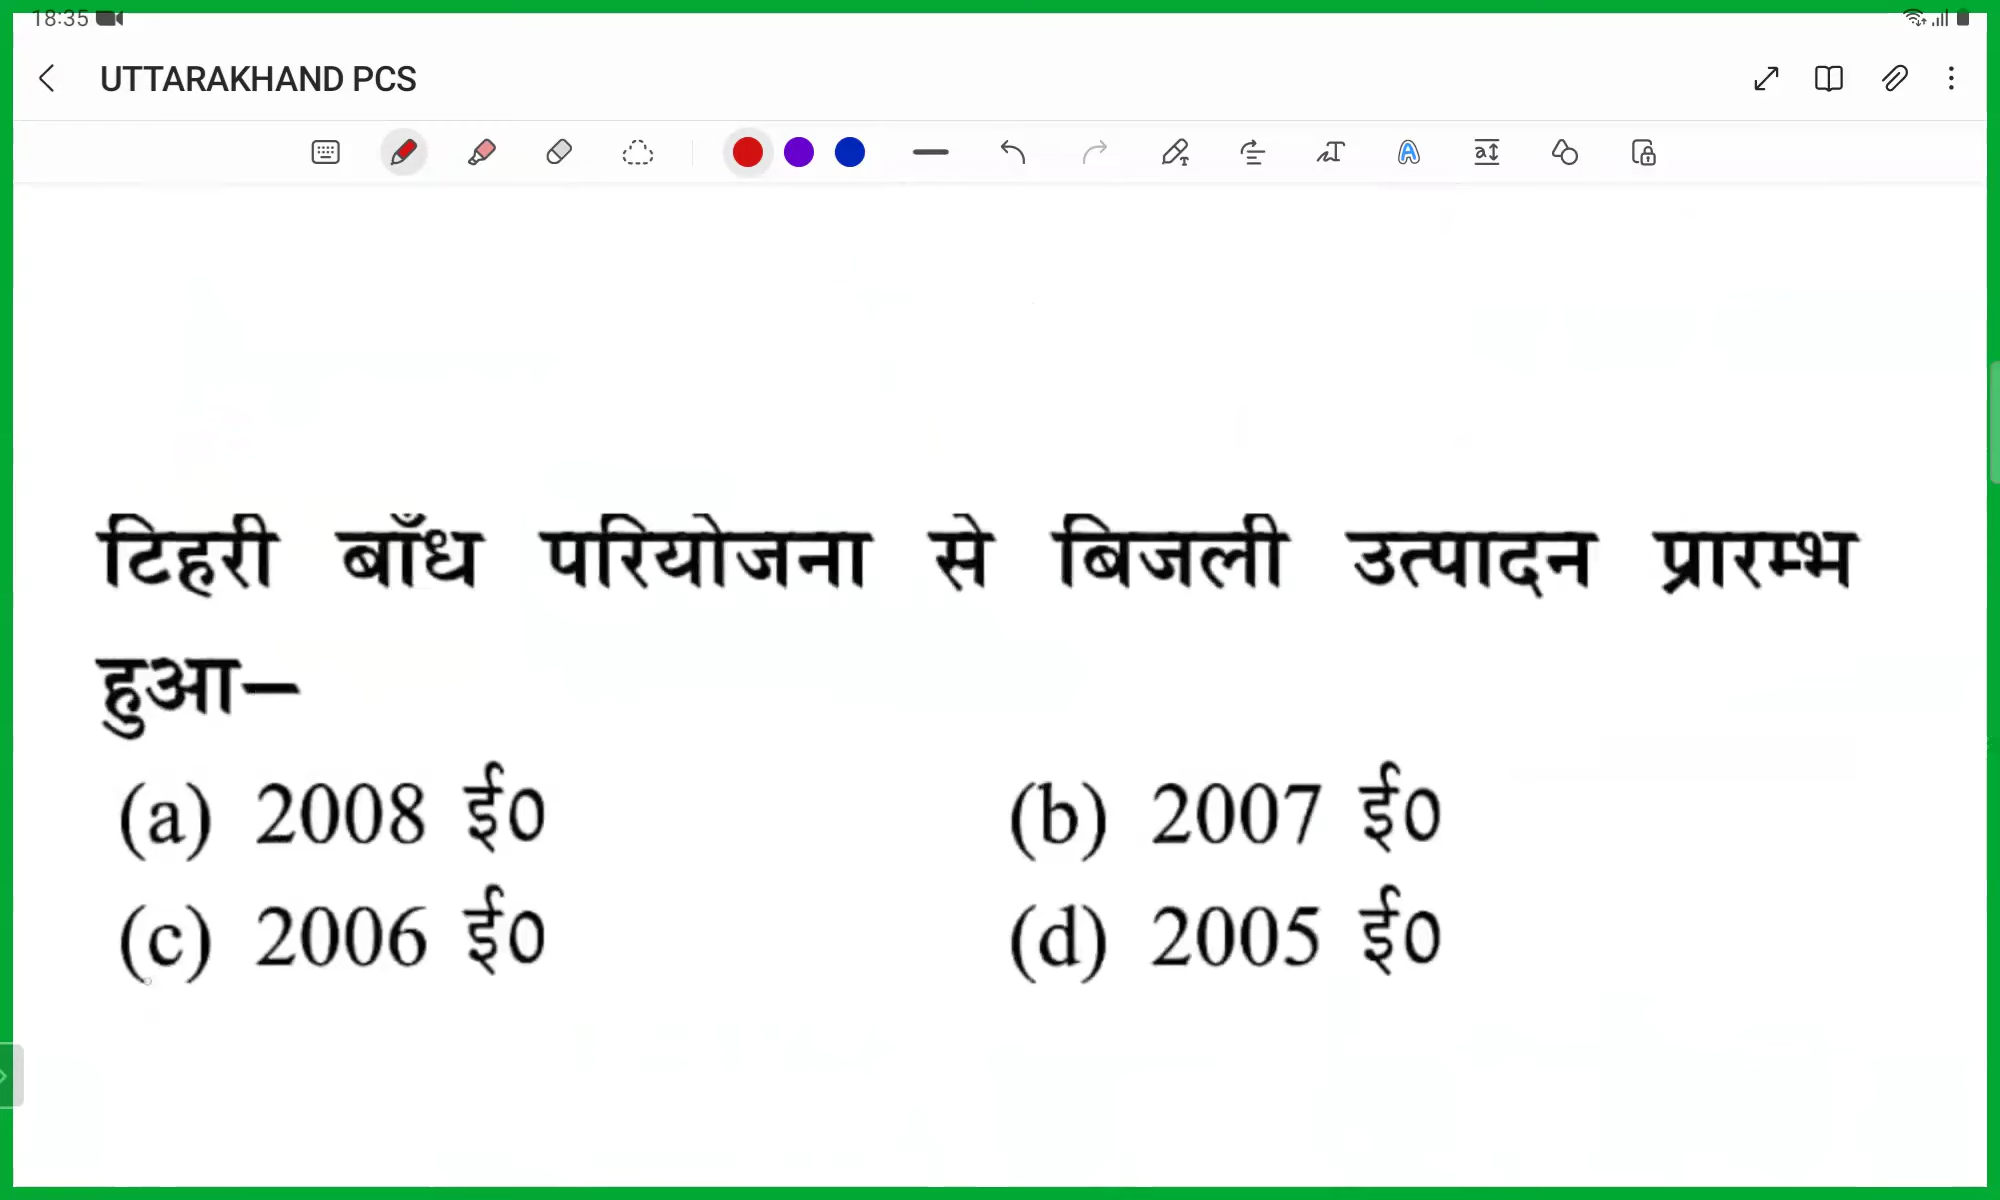 18:35
UTTARAKHAND PCS
टिहरी बाँध परियोजना से बिजली उत्पादन प्रारम्भ
हुआ–
(a) 2008 ई० (b) 2007 ई०
(c) 2006 ई० (d) 2005 ई०